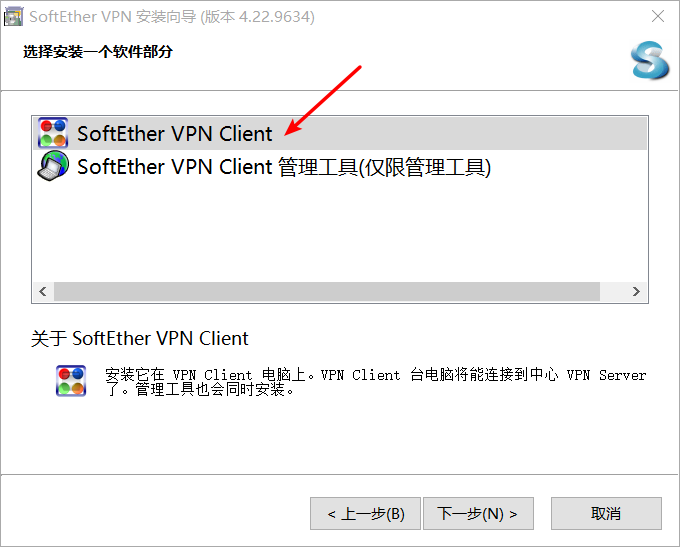 SoftEther VPN 安装向导 (版本 4.22.9634)
选择安装一个软件部分
SoftEther VPN Client
SoftEther VPN Client 管理工具(仅限管理工具)
关于 SoftEther VPN Client
安装它在 VPN Client 电脑上。VPN Client 台电脑将能连接到中心 VPN Server
了。管理工具也会同时安装。
< 上一步(B)
下一步(N) >
取消